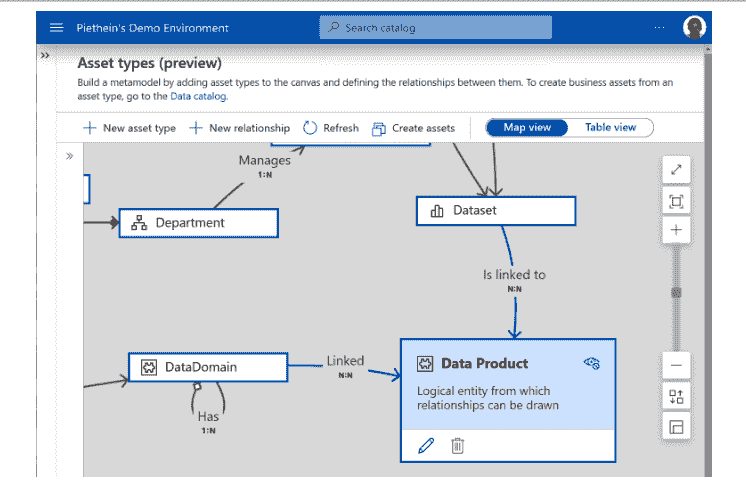 Piethein's Demo Environment
Search catalog
Asset types (preview)
Build a metamodel by adding asset types to the canvas and defining the relationships between them. To create business assets from an
asset type, go to the Data catalog.
New asset type
New relationship
Refresh
Create assets
Map view
Table view
Manages
1:N
Department
Dataset
Is linked to
N:N
DataDomain
Linked
N:N
Has
1:N
Data Product
Logical entity from which
relationships can be drawn